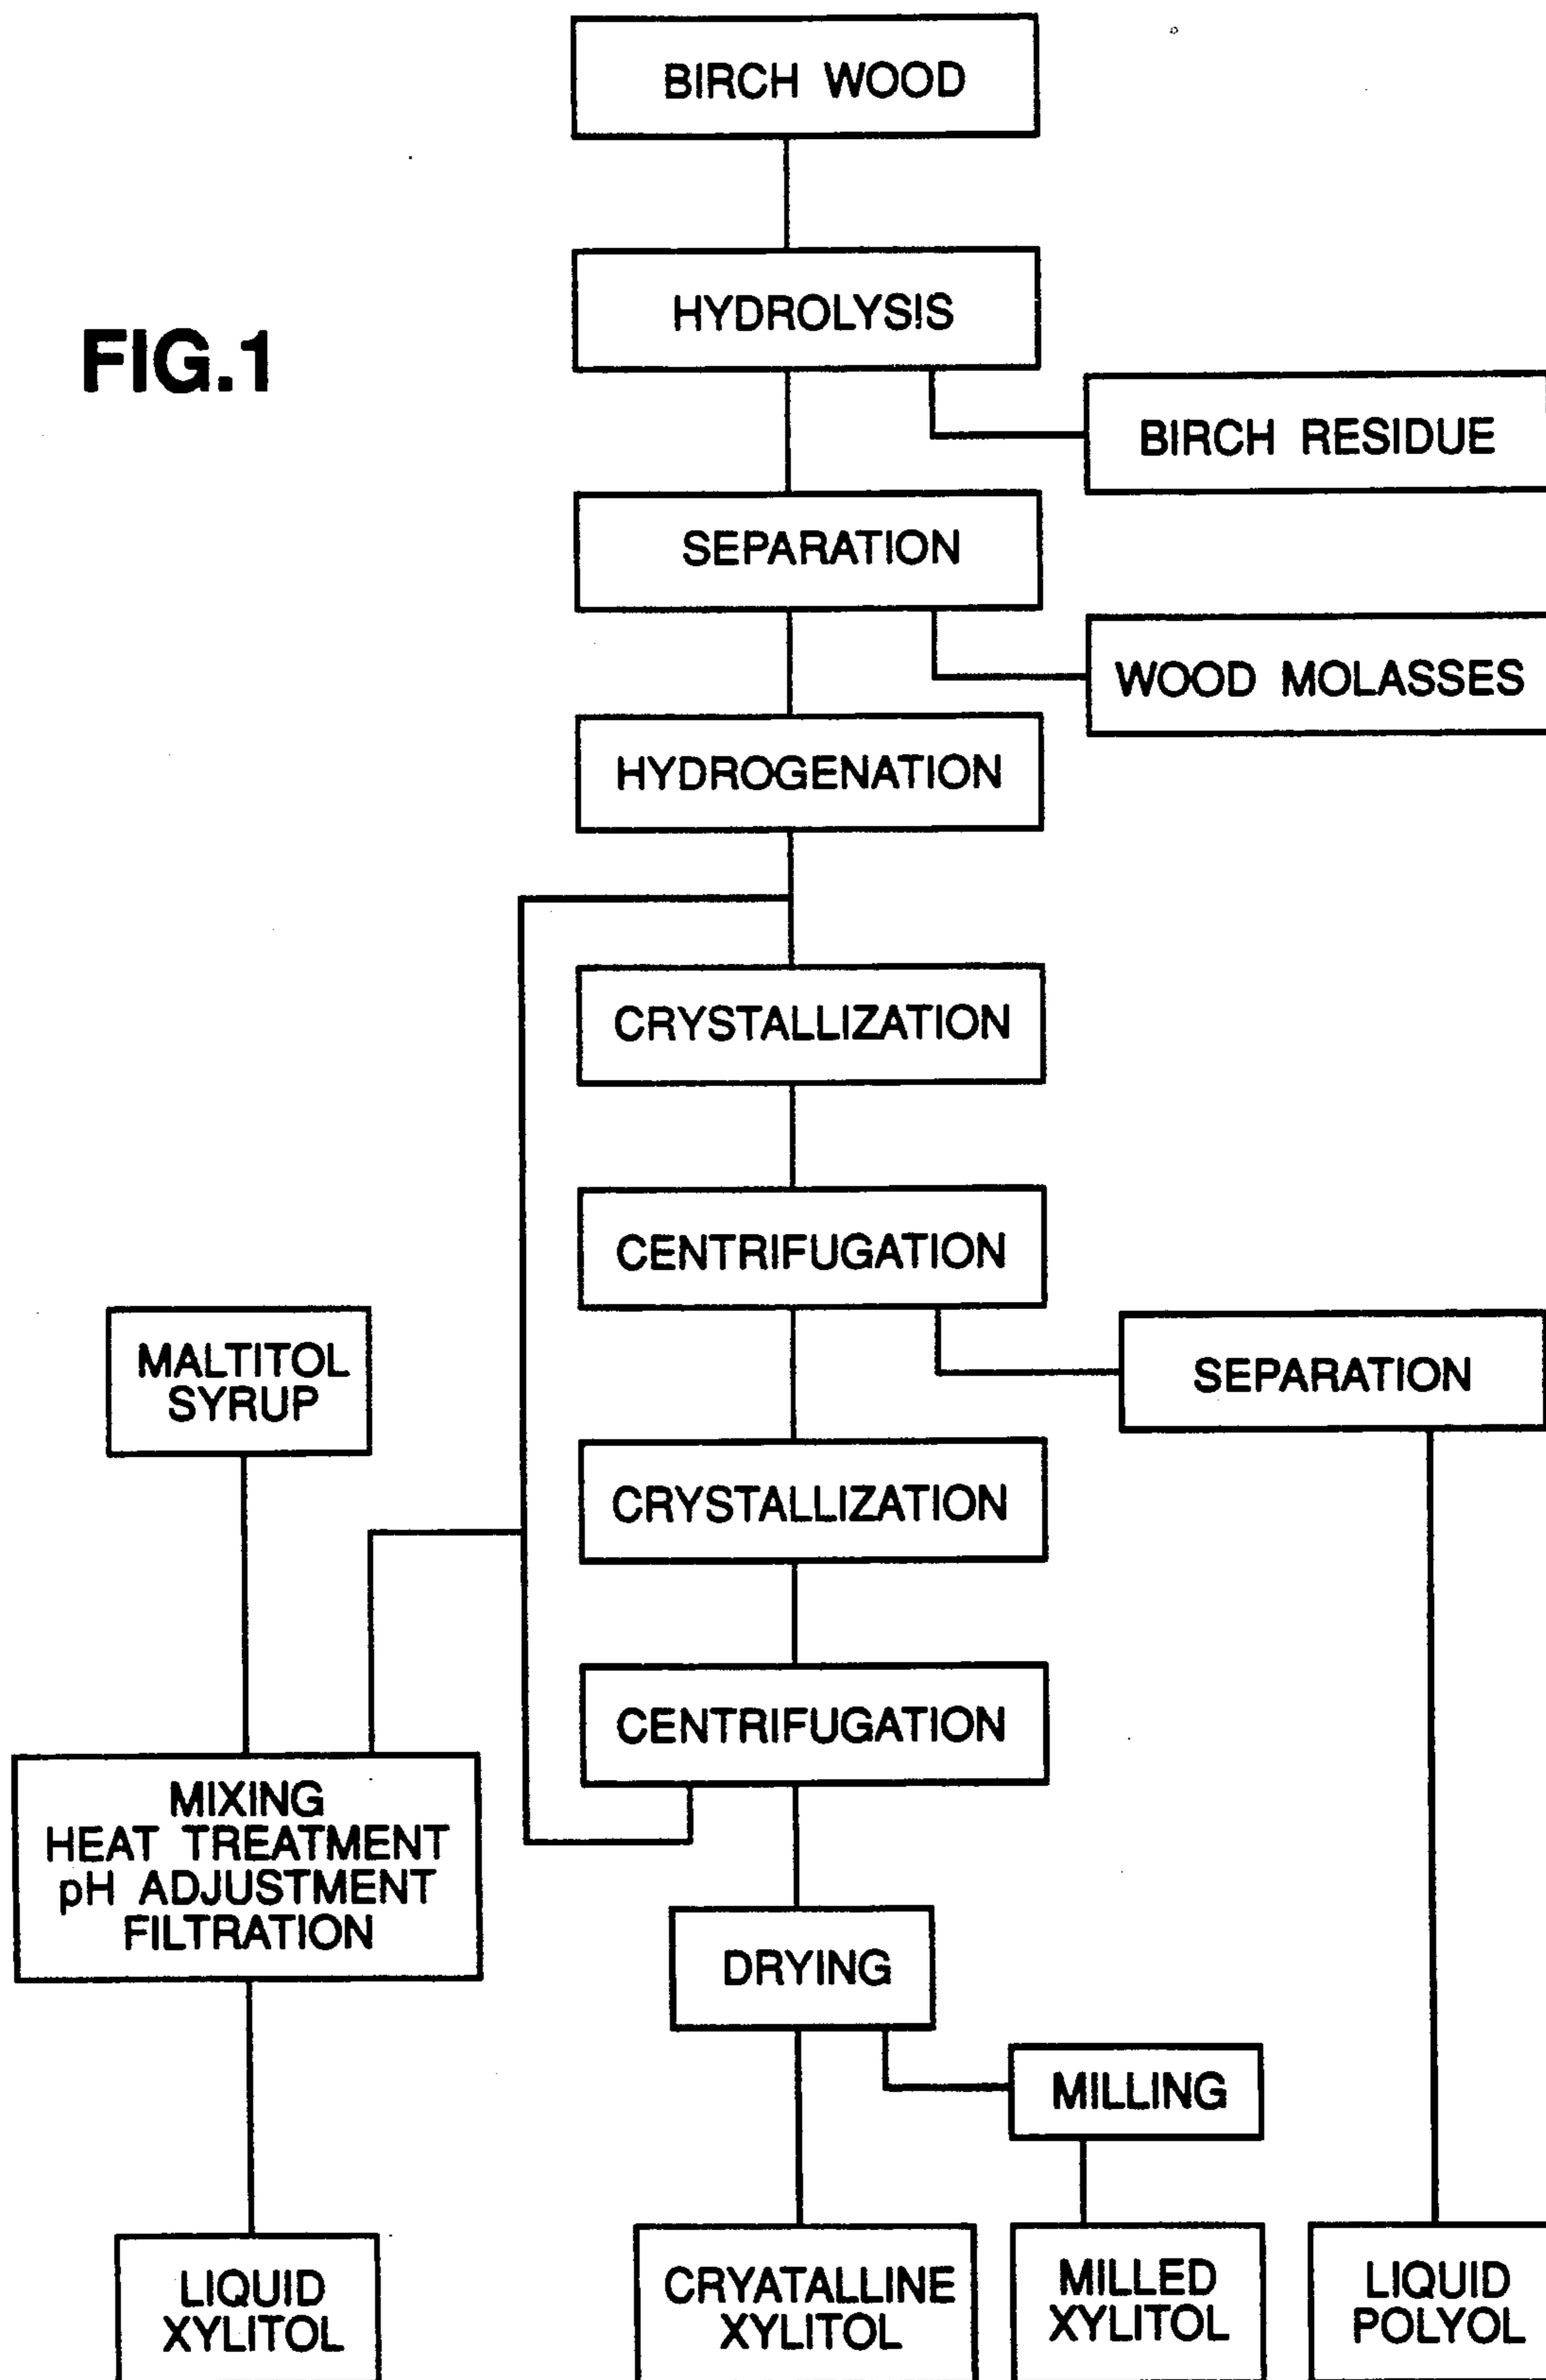 BIRCH WOOD
HYDROLYSIS
FIG.1
BIRCH RESIDUE
SEPARATION
WOOD MOLASSES
HYDROGENATION
CRYSTALLIZATION
CENTRIFUGATION
MALTITOL
SYRUP
SEPARATION
CRYSTALLIZATION
CENTRIFUGATION
MIXING
HEAT TREATMENT
pH ADJUSTMENT
FILTRATION
DRYING
MILLING
LIQUID
XYLITOL
CRYATALLINE
XYLITOL
MILLED
XYLITOL
LIQUID
POLYOL